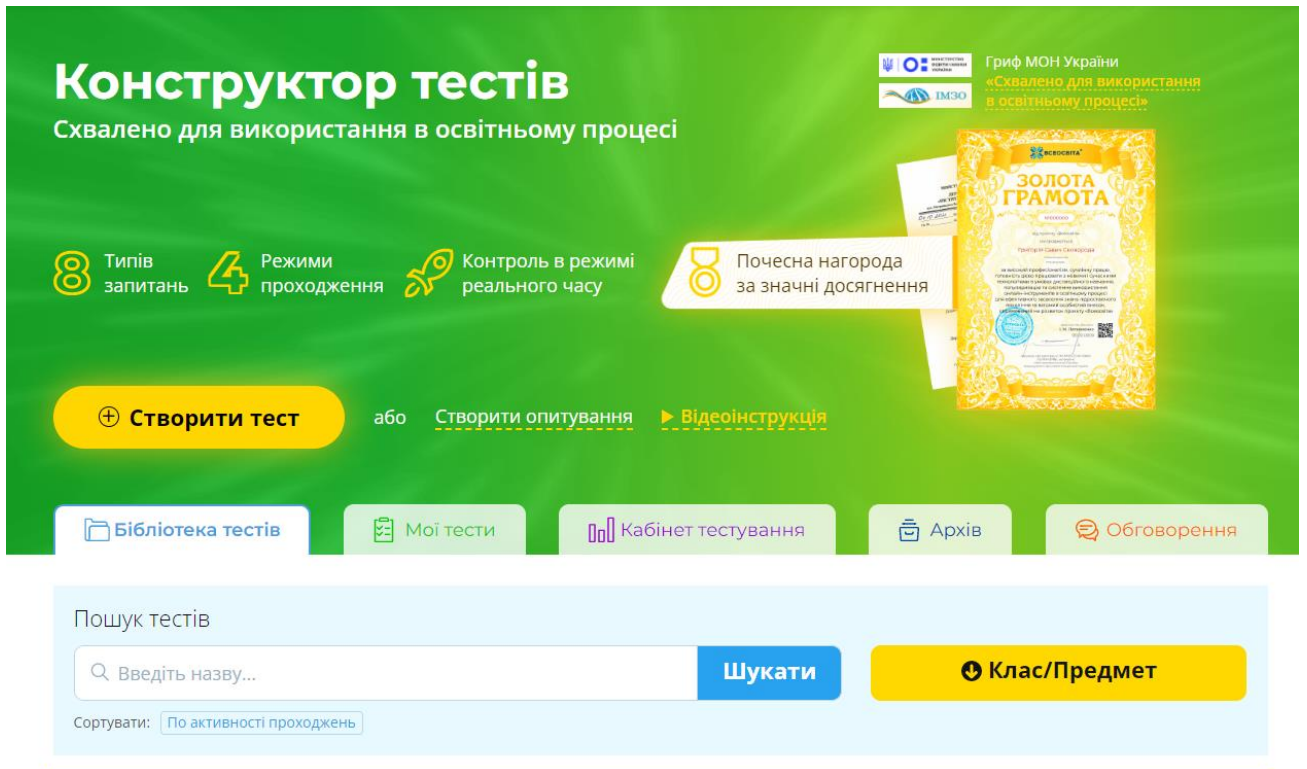 Конструктор тестів
Схвалено для використання в освітньому процесі
ІМЗО
Гриф МОН України
«Схвалено для використання
в освітньому процесі»
ВСЕОСВІТА
ЗОЛОТА
ГРАМОТА
8 Типів
запитань
4 Режими
проходження
Контроль в режимі
реального часу
Почесна нагорода
за значні досягнення
Створити тест
або
Створити опитування
Відеоінструкція
Бібліотека тестів
Мої тести
Кабінет тестування
Архів
Обговорення
Пошук тестів
Введіть назву...
Шукати
Клас/Предмет
Сортувати: По активності проходжень